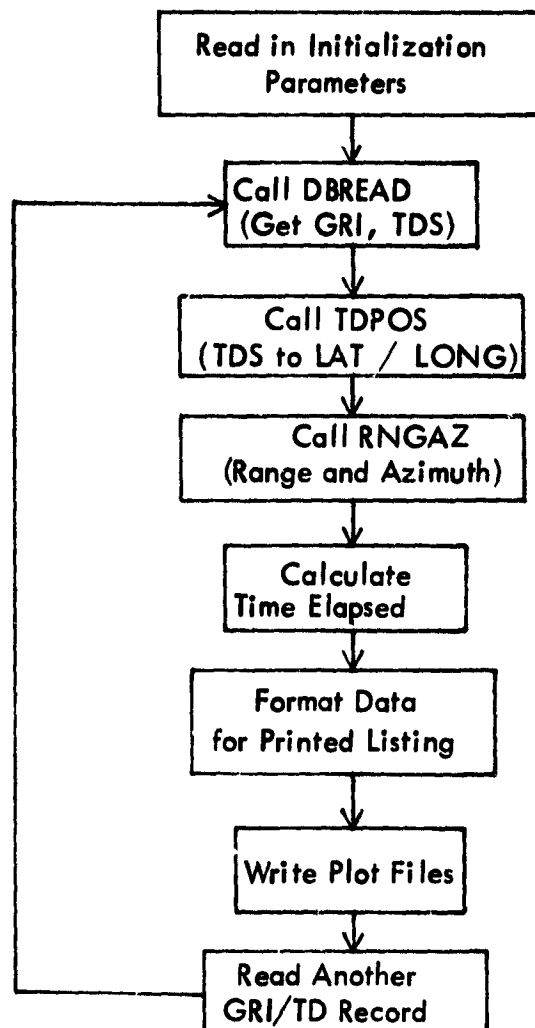 Read in Initialization
Parameters
Call DBREAD
(Get GRI, TDS)
Call TDPOS
(TDS to LAT / LONG)
Call RNGAZ
(Range and Azimuth)
Calculate
Time Elapsed
Format Data
for Printed Listing
Write Plot Files
Read Another
GRI/TD Record